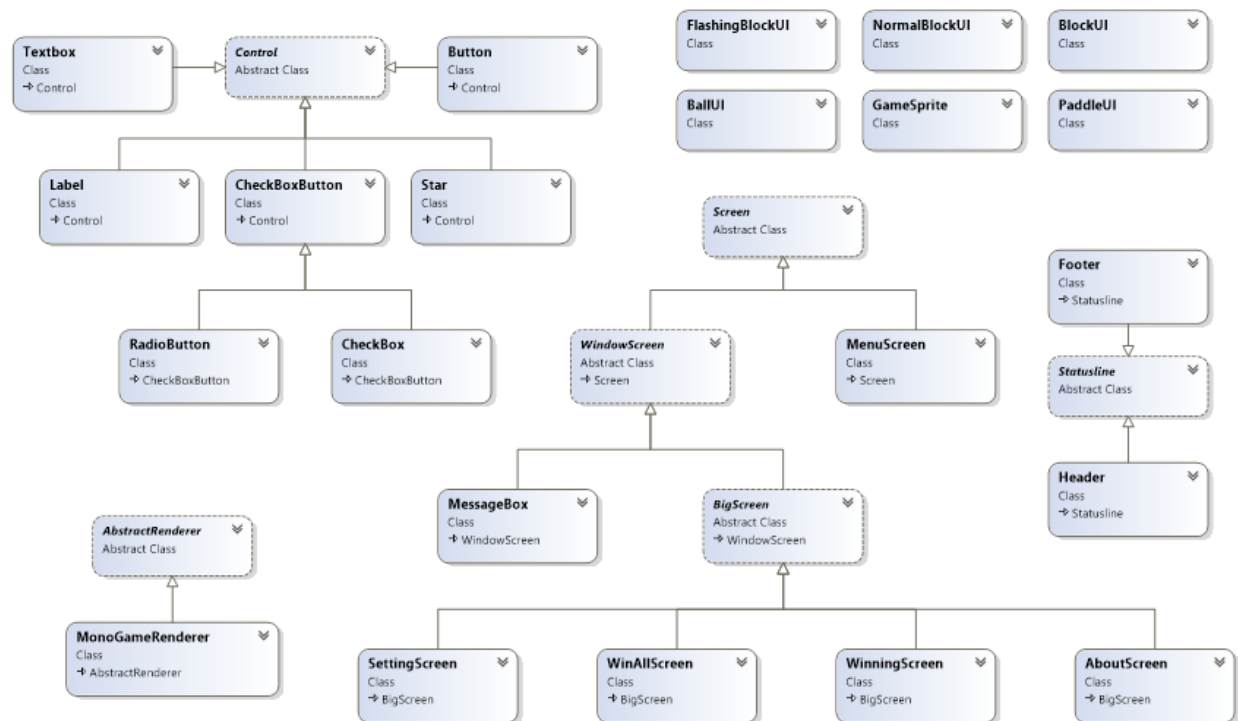 Textbox
Class
→ Control
Control
Abstract Class
Button
Class
→ Control
FlashingBlockUI
Class
NormalBlockUI
Class
BlockUI
Class
BallUI
Class
GameSprite
Class
PaddleUI
Class
Label
Class
→ Control
CheckBoxButton
Class
→ Control
Star
Class
→ Control
Screen
Abstract Class
Footer
Class
→ Statusline
RadioButton
Class
→ CheckBoxButton
CheckBox
Class
→ CheckBoxButton
WindowScreen
Abstract Class
→ Screen
MenuScreen
Class
→ Screen
Statusline
Abstract Class
MessageBox
Class
→ WindowScreen
BigScreen
Abstract Class
→ WindowScreen
Header
Class
→ Statusline
AbstractRenderer
Abstract Class
MonoGameRenderer
Class
→ AbstractRenderer
SettingScreen
Class
→ BigScreen
WinAllScreen
Class
→ BigScreen
WinningScreen
Class
→ BigScreen
AboutScreen
Class
→ BigScreen